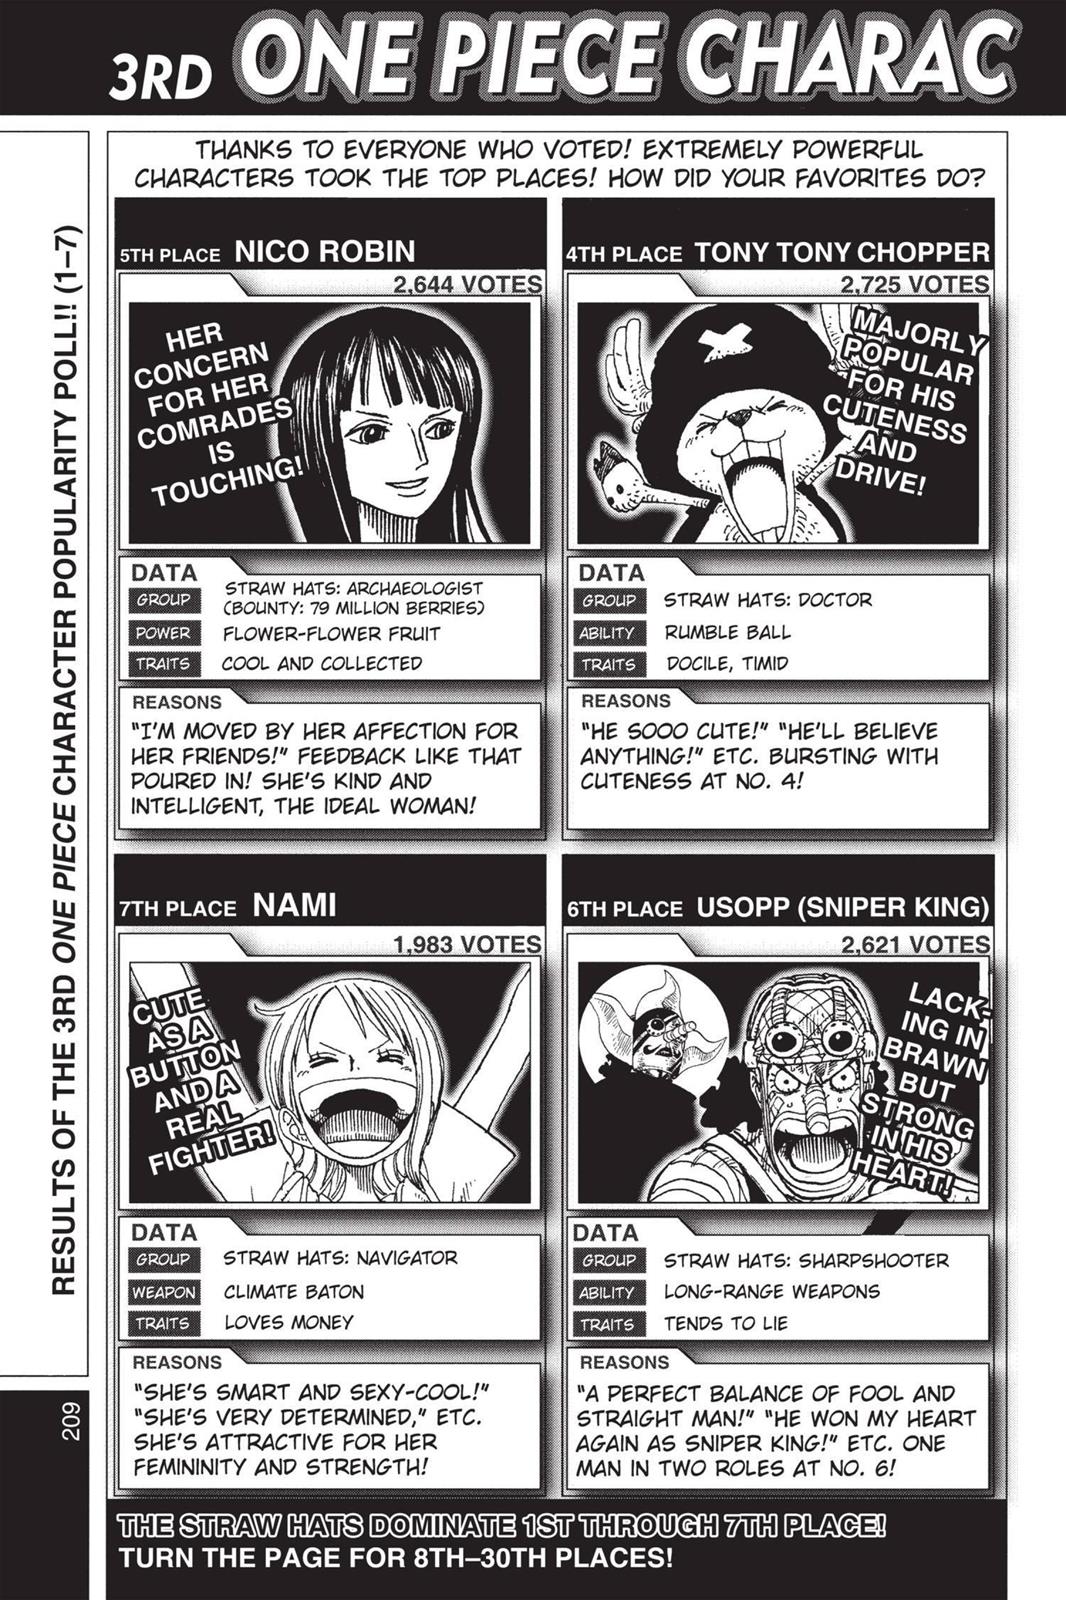 3RD ONE PIECE CHARAC
THANKS TO EVERYONE WHO VOTED! EXTREMELY POWERFUL
CHARACTERS TOOK THE TOP PLACES! HOW DID YOUR FAVORITES DO?
RESULTS OF THE 3RD ONE PIECE CHARACTER POPULARITY POLL!! (1–7)
4TH PLACE TONY TONY CHOPPER
2,725 VOTES
MAJORLY
POPULAR
FOR HIS
CUTENESS
AND
DRIVE!
DATA
GROUP STRAW HATS: DOCTOR
ABILITY RUMBLE BALL
TRAITS DOCILE, TIMID
REASONS
"HE SOOO CUTE!" "HE'LL BELIEVE
ANYTHING!" ETC. BURSTING WITH
CUTENESS AT NO. 4!
5TH PLACE NICO ROBIN
2,644 VOTES
HER
CONCERN
FOR HER
COMRADES
IS
TOUCHING!
DATA
GROUP STRAW HATS: ARCHAEOLOGIST
(BOUNTY: 79 MILLION BERRIES)
POWER FLOWER-FLOWER FRUIT
TRAITS COOL AND COLLECTED
REASONS
"I'M MOVED BY HER AFFECTION FOR
HER FRIENDS!" FEEDBACK LIKE THAT
POURED IN! SHE'S KIND AND
INTELLIGENT, THE IDEAL WOMAN!
6TH PLACE USOPP (SNIPER KING)
2,621 VOTES
LACK-
ING IN
BRAWN
BUT
STRONG
IN HIS
HEART!
DATA
GROUP STRAW HATS: SHARPSHOOTER
ABILITY LONG-RANGE WEAPONS
TRAITS TENDS TO LIE
REASONS
"A PERFECT BALANCE OF FOOL AND
STRAIGHT MAN!" "HE WON MY HEART
AGAIN AS SNIPER KING!" ETC. ONE
MAN IN TWO ROLES AT NO. 6!
7TH PLACE NAMI
1,983 VOTES
CUTE
AS A
BUTTON
AND A
REAL
FIGHTER!
DATA
GROUP STRAW HATS: NAVIGATOR
WEAPON CLIMATE BATON
TRAITS LOVES MONEY
REASONS
"SHE'S SMART AND SEXY-COOL!"
"SHE'S VERY DETERMINED," ETC.
SHE'S ATTRACTIVE FOR HER
FEMININITY AND STRENGTH!
THE STRAW HATS DOMINATE 1ST THROUGH 7TH PLACE!
TURN THE PAGE FOR 8TH–30TH PLACES!
209